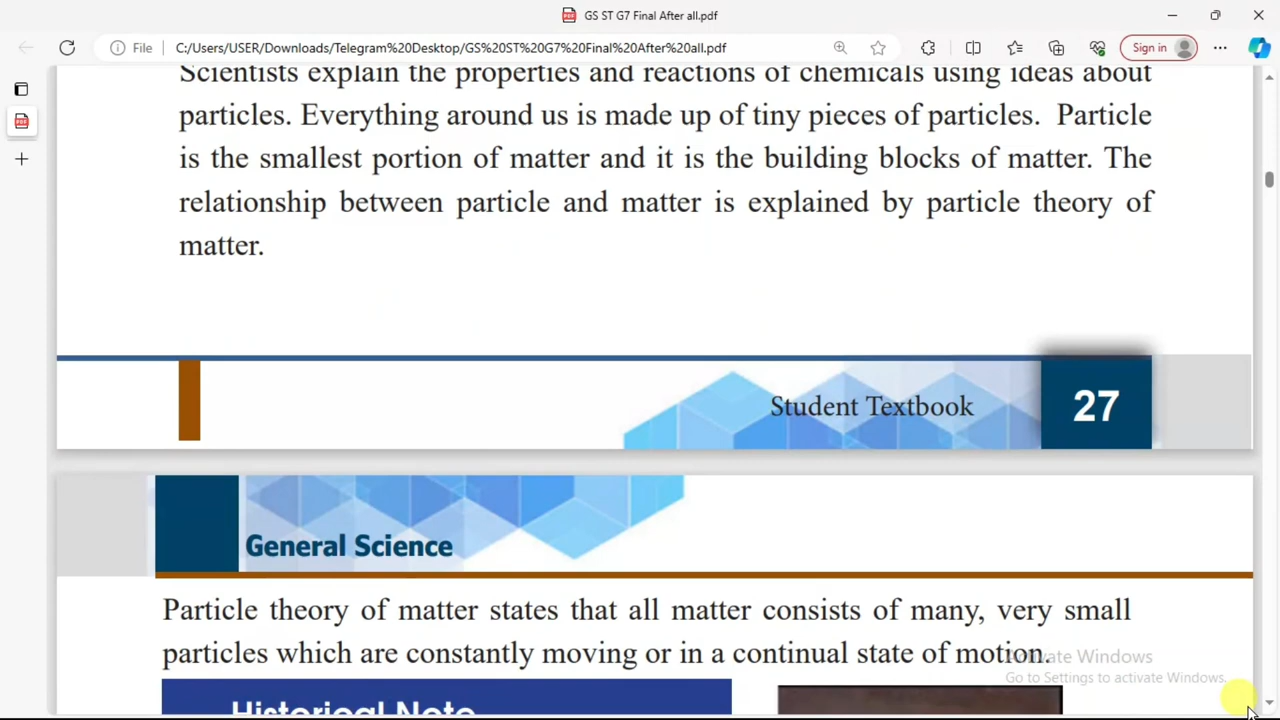 GS ST G7 Final After all.pdf
File
C:/Users/USER/Downloads/Telegram%20Desktop/GS%20ST%20G7%20Final%20After%20all.pdf
Sign in
Scientists explain the properties and reactions of chemicals using ideas about
particles. Everything around us is made up of tiny pieces of particles. Particle
is the smallest portion of matter and it is the building blocks of matter. The
relationship between particle and matter is explained by particle theory of
matter.
Student Textbook
27
General Science
Particle theory of matter states that all matter consists of many, very small
particles which are constantly moving or in a continual state of motion.
Activate Windows
Go to Settings to activate Windows.
Historical Note